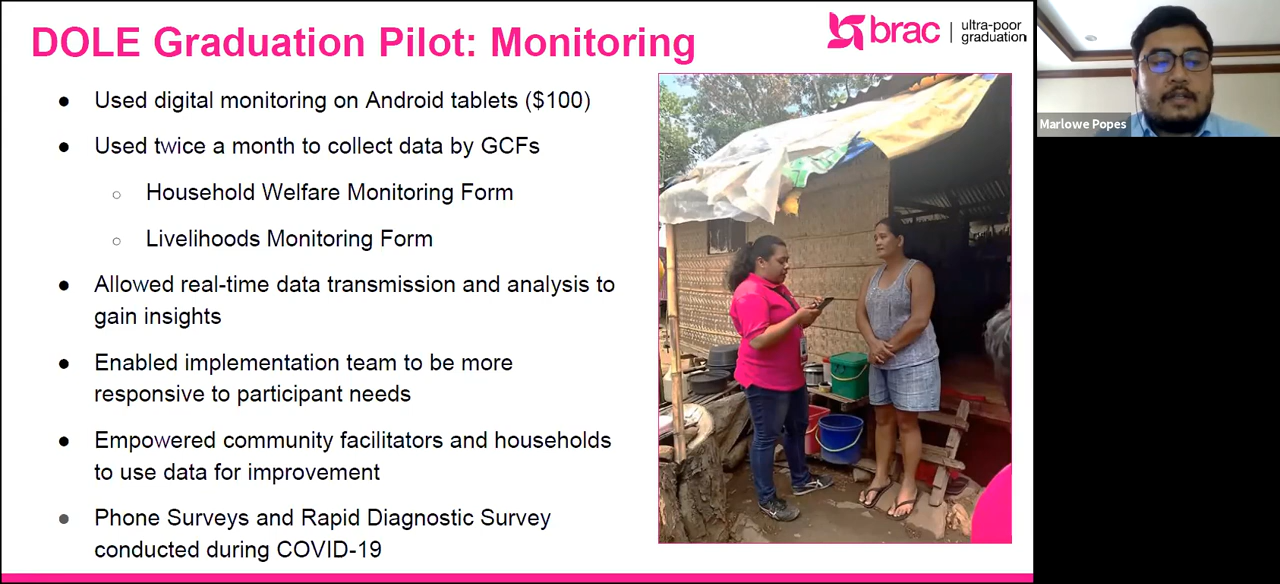 DOLE Graduation Pilot: Monitoring
brac
ultra-poor
graduation
● Used digital monitoring on Android tablets ($100)
● Used twice a month to collect data by GCFs
○ Household Welfare Monitoring Form
○ Livelihoods Monitoring Form
● Allowed real-time data transmission and analysis to
gain insights
● Enabled implementation team to be more
responsive to participant needs
● Empowered community facilitators and households
to use data for improvement
● Phone Surveys and Rapid Diagnostic Survey
conducted during COVID-19
Marlowe Popes